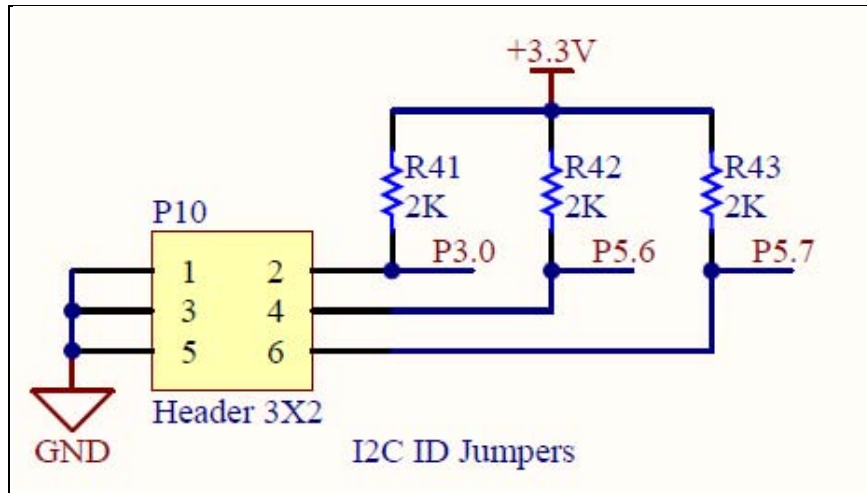 +3.3V
R41 R42 R43
2K 2K 2K
P10
P3.0 P5.6 P5.7
1 2
3 4
5 6
Header 3X2
GND
I2C ID Jumpers